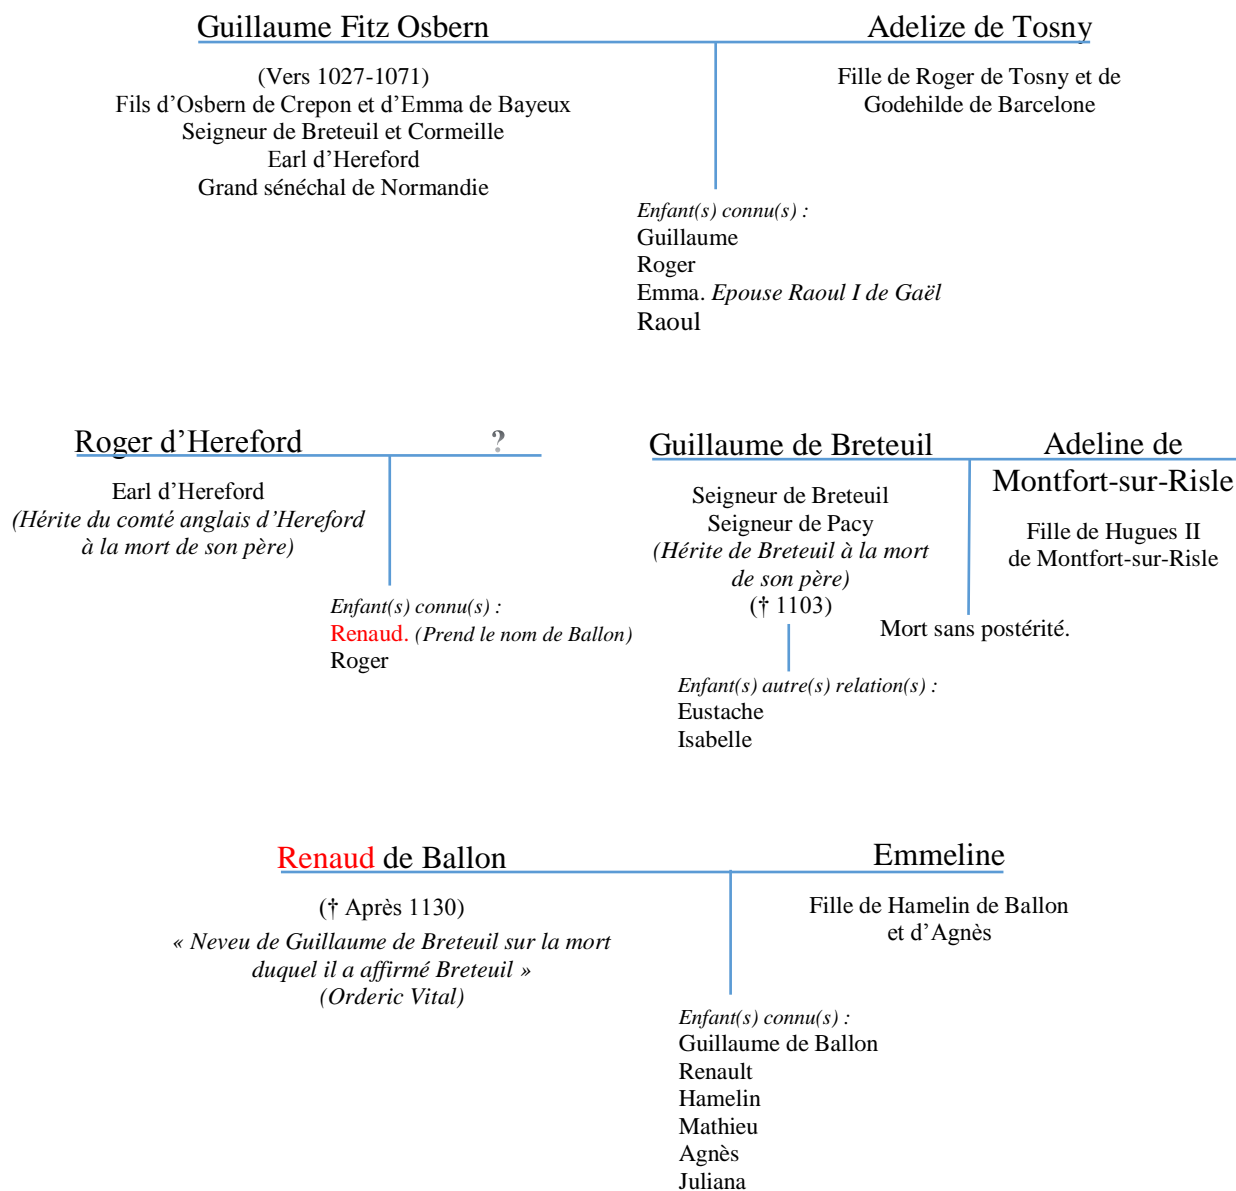 Guillaume Fitz Osbern
Adelize de Tosny
(Vers 1027-1071)
Fils d’Osbern de Crepon et d’Emma de Bayeux
Seigneur de Breteuil et Cormeille
Earl d’Hereford
Grand sénéchal de Normandie
Fille de Roger de Tosny et de
Godehilde de Barcelone
Enfant(s) connu(s) :
Guillaume
Roger
Emma. Epouse Raoul I de Gaël
Raoul
Roger d’Hereford
?
Earl d’Hereford
(Hérite du comté anglais d’Hereford
à la mort de son père)
Enfant(s) connu(s) :
Renaud. (Prend le nom de Ballon)
Roger
Guillaume de Breteuil
Adeline de
Montfort-sur-Risle
Seigneur de Breteuil
Seigneur de Pacy
(Hérite de Breteuil à la mort
de son père)
(† 1103)
Fille de Hugues II
de Montfort-sur-Risle
Mort sans postérité.
Enfant(s) autre(s) relation(s) :
Eustache
Isabelle
Renaud de Ballon
Emmeline
(† Après 1130)
« Neveu de Guillaume de Breteuil sur la mort
duquel il a affirmé Breteuil »
(Orderic Vital)
Fille de Hamelin de Ballon
et d’Agnès
Enfant(s) connu(s) :
Guillaume de Ballon
Renault
Hamelin
Mathieu
Agnès
Juliana